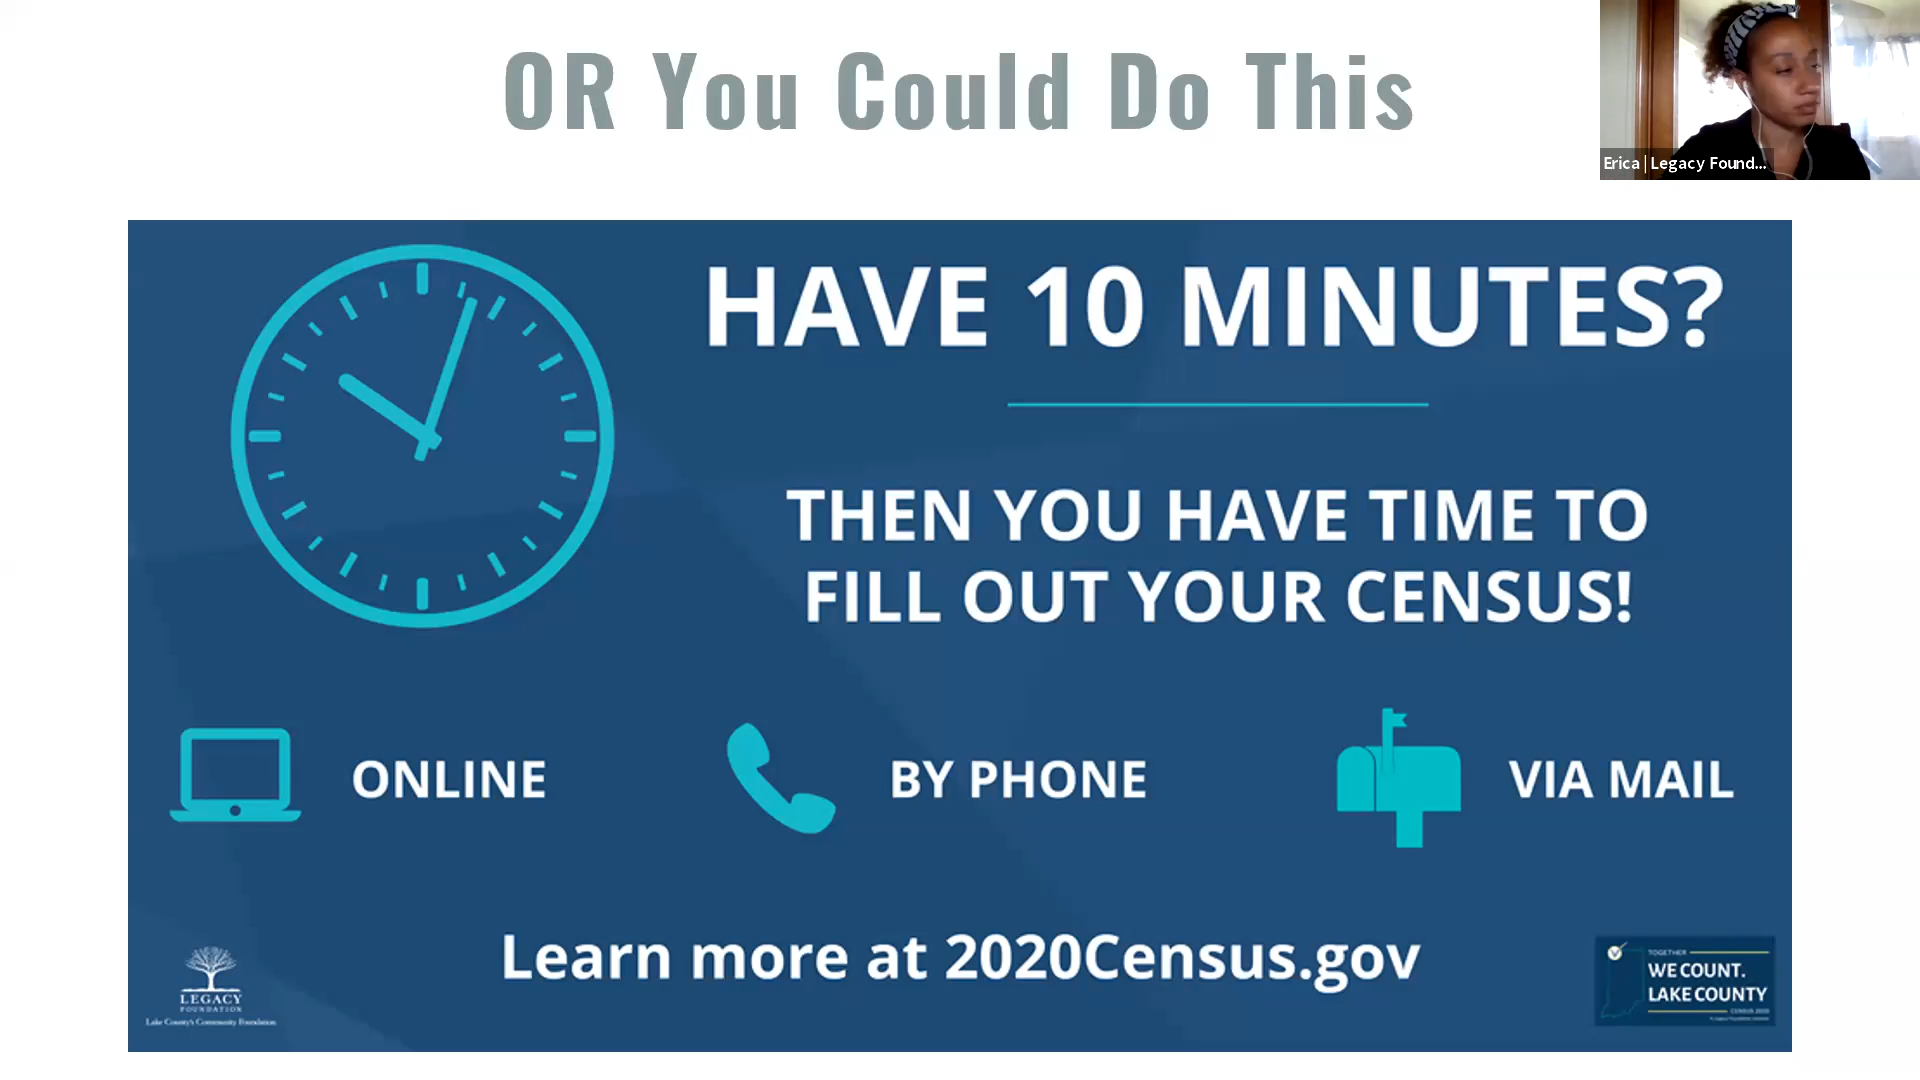 OR You Could Do This
Erica | Legacy Found...
HAVE 10 MINUTES?
THEN YOU HAVE TIME TO
FILL OUT YOUR CENSUS!
ONLINE
BY PHONE
VIA MAIL
Learn more at 2020Census.gov
LEGACY
FOUNDATION
Lake County's Community Foundation
TOGETHER
WE COUNT.
LAKE COUNTY
CENSUS 2020